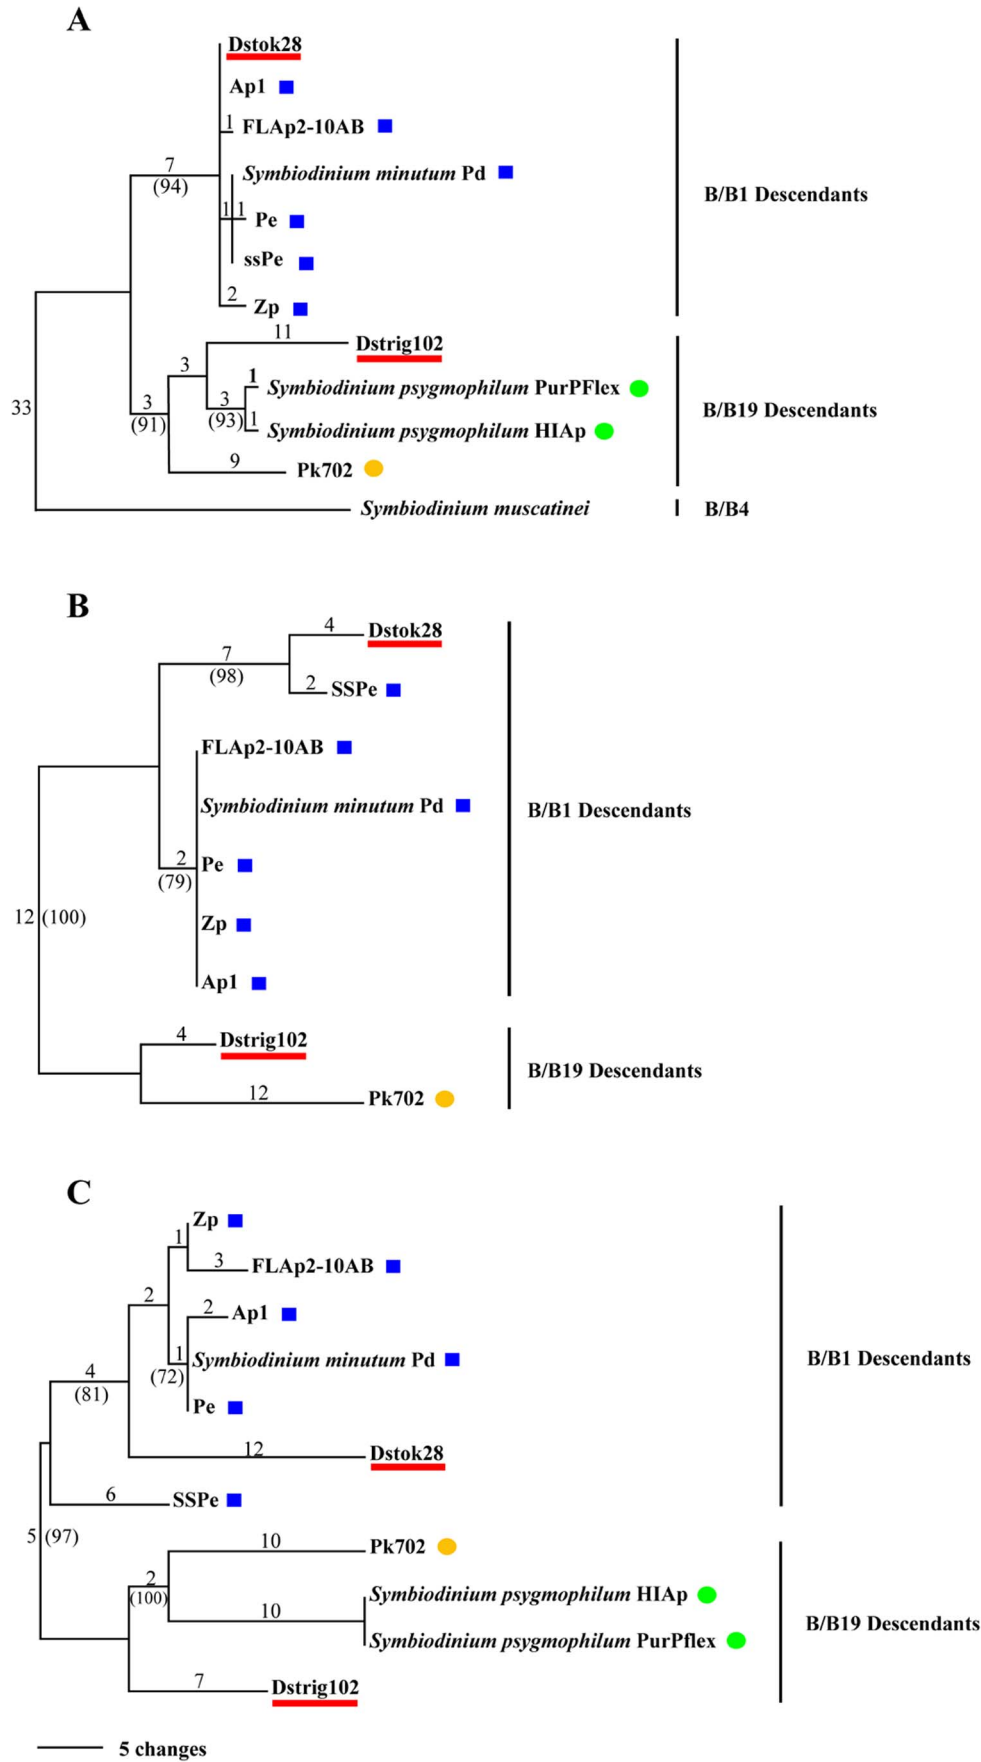 A
Dstok28
Ap1
1 FLAp2-10AB
7
(94)
Symbiodinium minutum Pd
B/B1 Descendants
1 1 Pe
ssPe
2 Zp
11
Dstrig102
3
1 Symbiodinium psygmophilum PurPFlex
33
3
(91)
3
(93)
B/B19 Descendants
1 Symbiodinium psygmophilum HIAp
9
Pk702
Symbiodinium muscatinei
B/B4
B
4
Dstok28
7
(98)
2 SSPe
FLAp2-10AB
Symbiodinium minutum Pd
B/B1 Descendants
2
(79)
Pe
12 (100)
Zp
Ap1
4
Dstrig102
B/B19 Descendants
12
Pk702
C
Zp
1
3
FLAp2-10AB
2
2 Ap1
1
(72)
Symbiodinium minutum Pd
B/B1 Descendants
4
(81)
Pe
12
Dstok28
6
SSPe
5 (97)
10
Pk702
2
(100)
Symbiodinium psygmophilum HIAp
10
B/B19 Descendants
Symbiodinium psygmophilum PurPflex
7
Dstrig102
5 changes